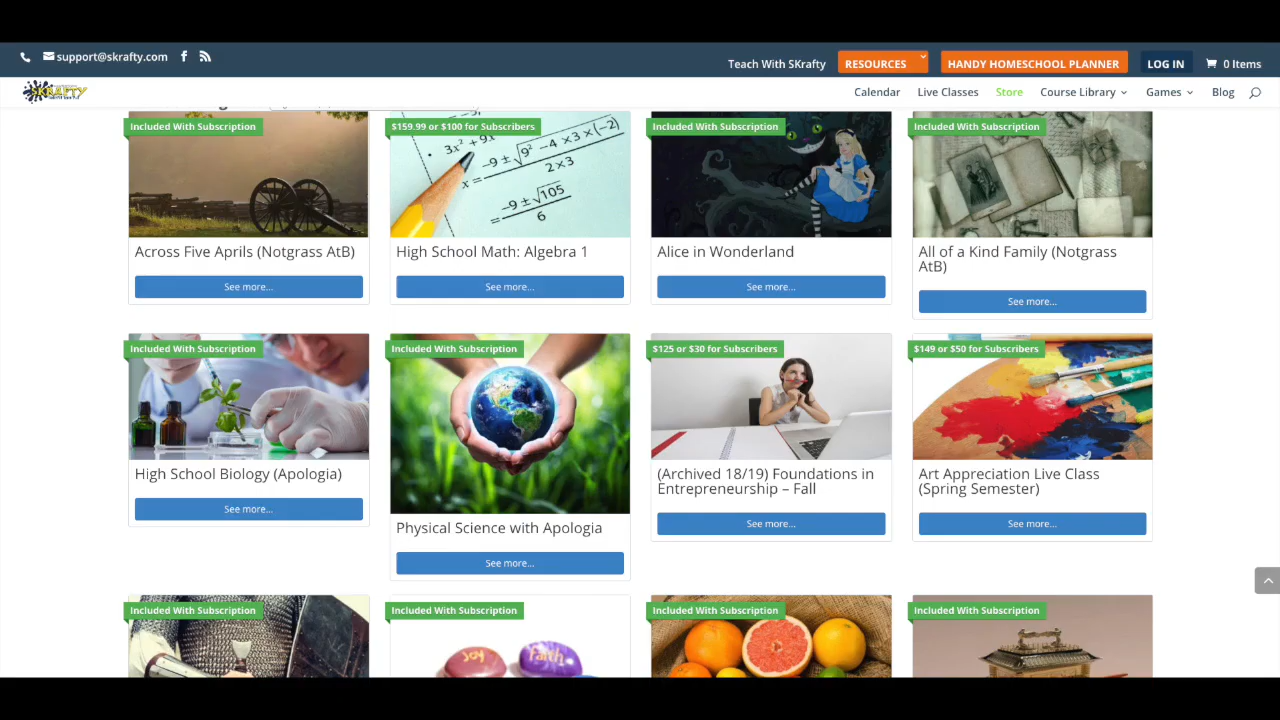 support@skrafty.com
Teach With SKrafty
RESOURCES
HANDY HOMESCHOOL PLANNER
LOG IN
0 Items
SKRAFTY
Calendar
Live Classes
Store
Course Library
Games
Blog
Included With Subscription
$159.99 or $100 for Subscribers
Included With Subscription
Included With Subscription
Across Five Aprils (Notgrass AtB)
High School Math: Algebra 1
Alice in Wonderland
All of a Kind Family (Notgrass
AtB)
See more...
See more...
See more...
See more...
Included With Subscription
Included With Subscription
$125 or $30 for Subscribers
$149 or $50 for Subscribers
High School Biology (Apologia)
Physical Science with Apologia
(Archived 18/19) Foundations in
Entrepreneurship – Fall
Art Appreciation Live Class
(Spring Semester)
See more...
See more...
See more...
See more...
Included With Subscription
Included With Subscription
Included With Subscription
Included With Subscription
Joy
Faith